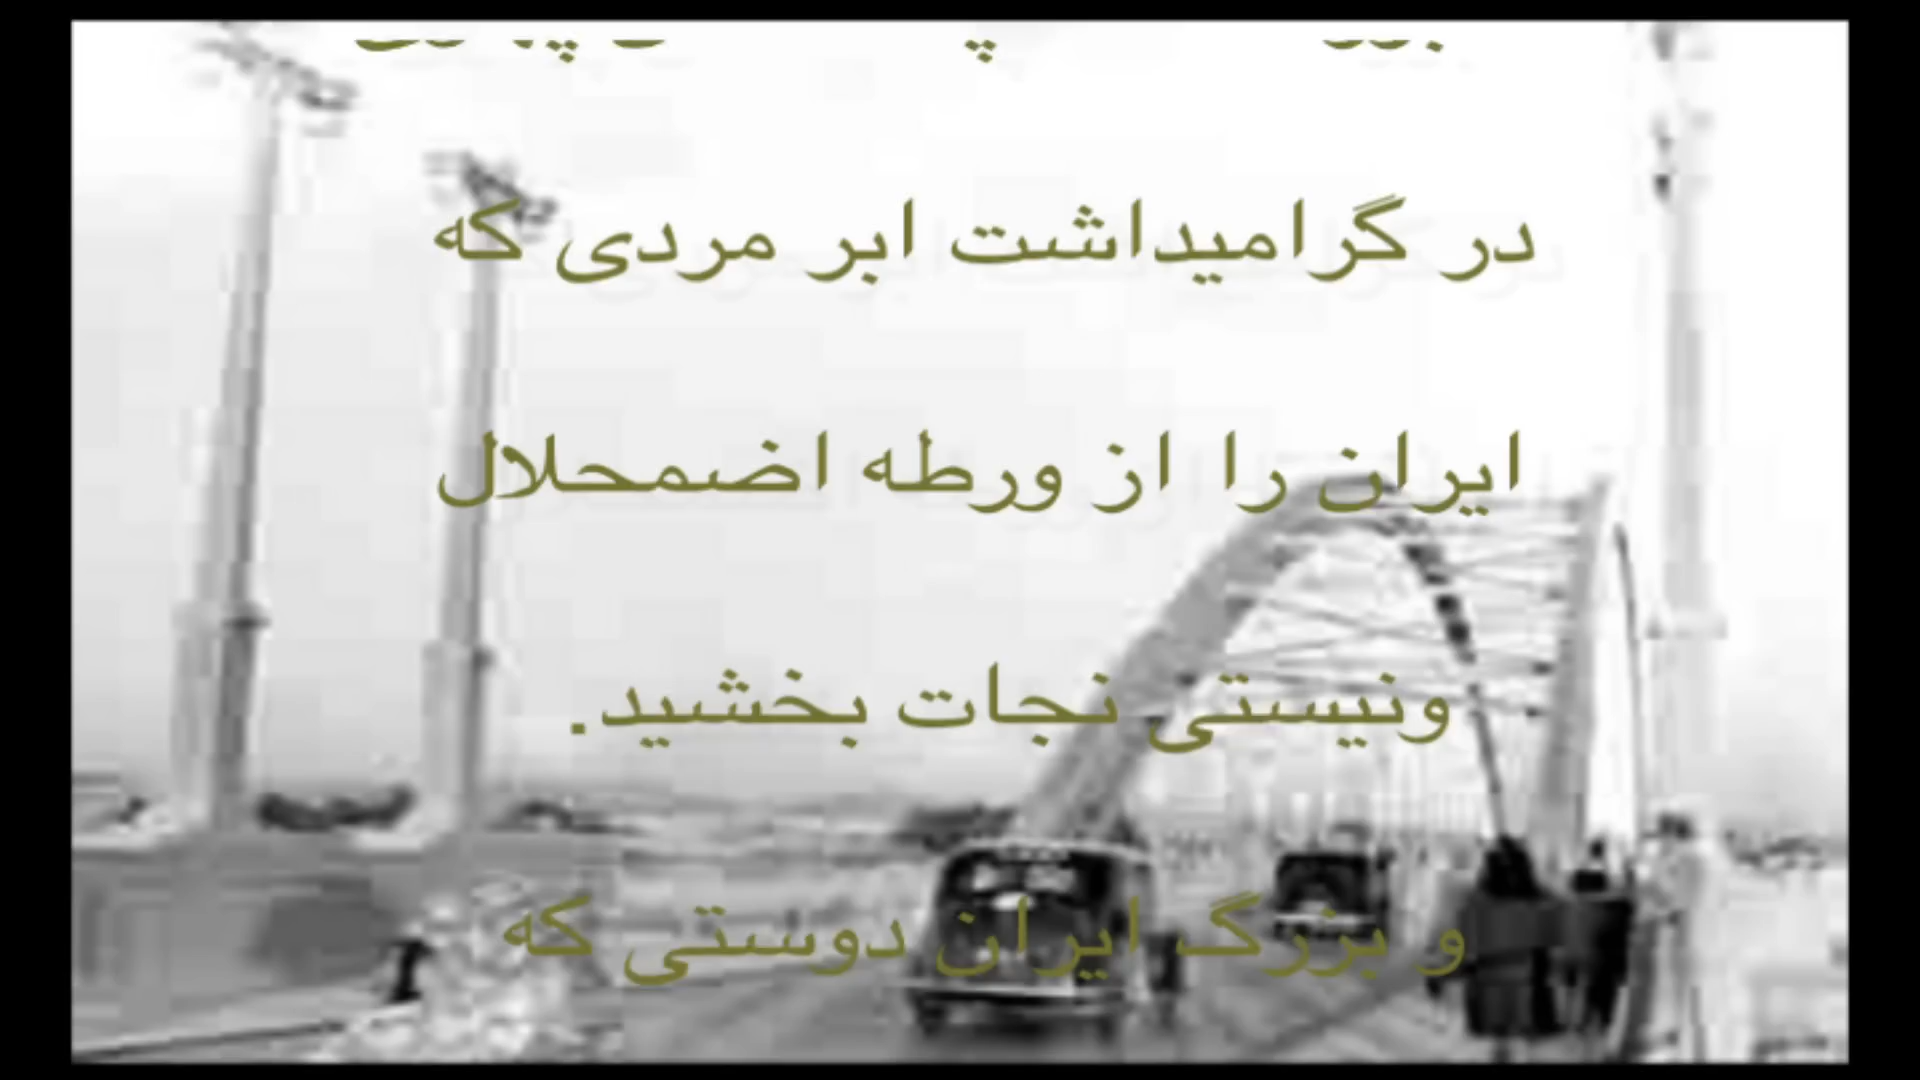 در گرامیداشت ابر مردی که
ایران را از ورطه اضمحلال
ونیستی نجات بخشید.
و بزرگ ایران دوستی که